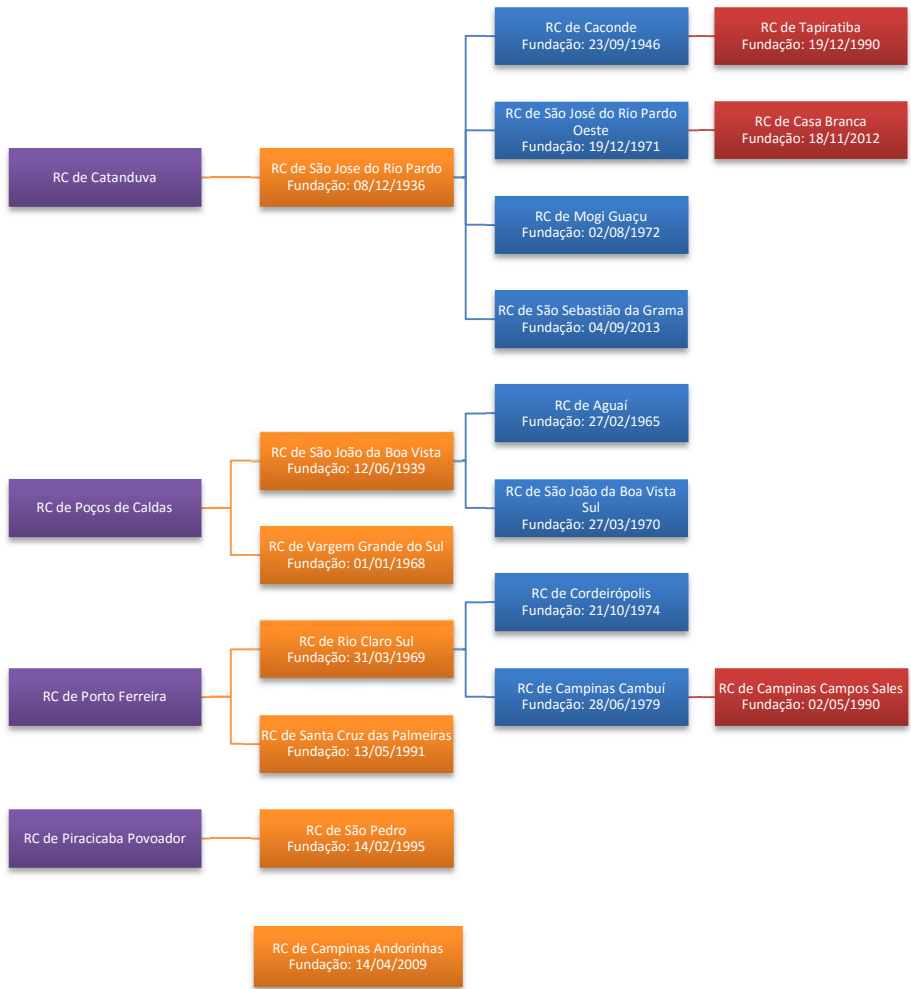 RC de Caconde
Fundação: 23/09/1946
RC de Tapiratiba
Fundação: 19/12/1990
RC de São José do Rio Pardo
Oeste
Fundação: 19/12/1971
RC de Casa Branca
Fundação: 18/11/2012
RC de Catanduva
RC de São Jose do Rio Pardo
Fundação: 08/12/1936
RC de Mogi Guaçu
Fundação: 02/08/1972
RC de São Sebastião da Grama
Fundação: 04/09/2013
RC de Aguaí
Fundação: 27/02/1965
RC de São João da Boa Vista
Fundação: 12/06/1939
RC de Poços de Caldas
RC de São João da Boa Vista
Sul
Fundação: 27/03/1970
RC de Vargem Grande do Sul
Fundação: 01/01/1968
RC de Cordeirópolis
Fundação: 21/10/1974
RC de Rio Claro Sul
Fundação: 31/03/1969
RC de Porto Ferreira
RC de Campinas Cambuí
Fundação: 28/06/1979
RC de Campinas Campos Sales
Fundação: 02/05/1990
RC de Santa Cruz das Palmeiras
Fundação: 13/05/1991
RC de Piracicaba Povoador
RC de São Pedro
Fundação: 14/02/1995
RC de Campinas Andorinhas
Fundação: 14/04/2009